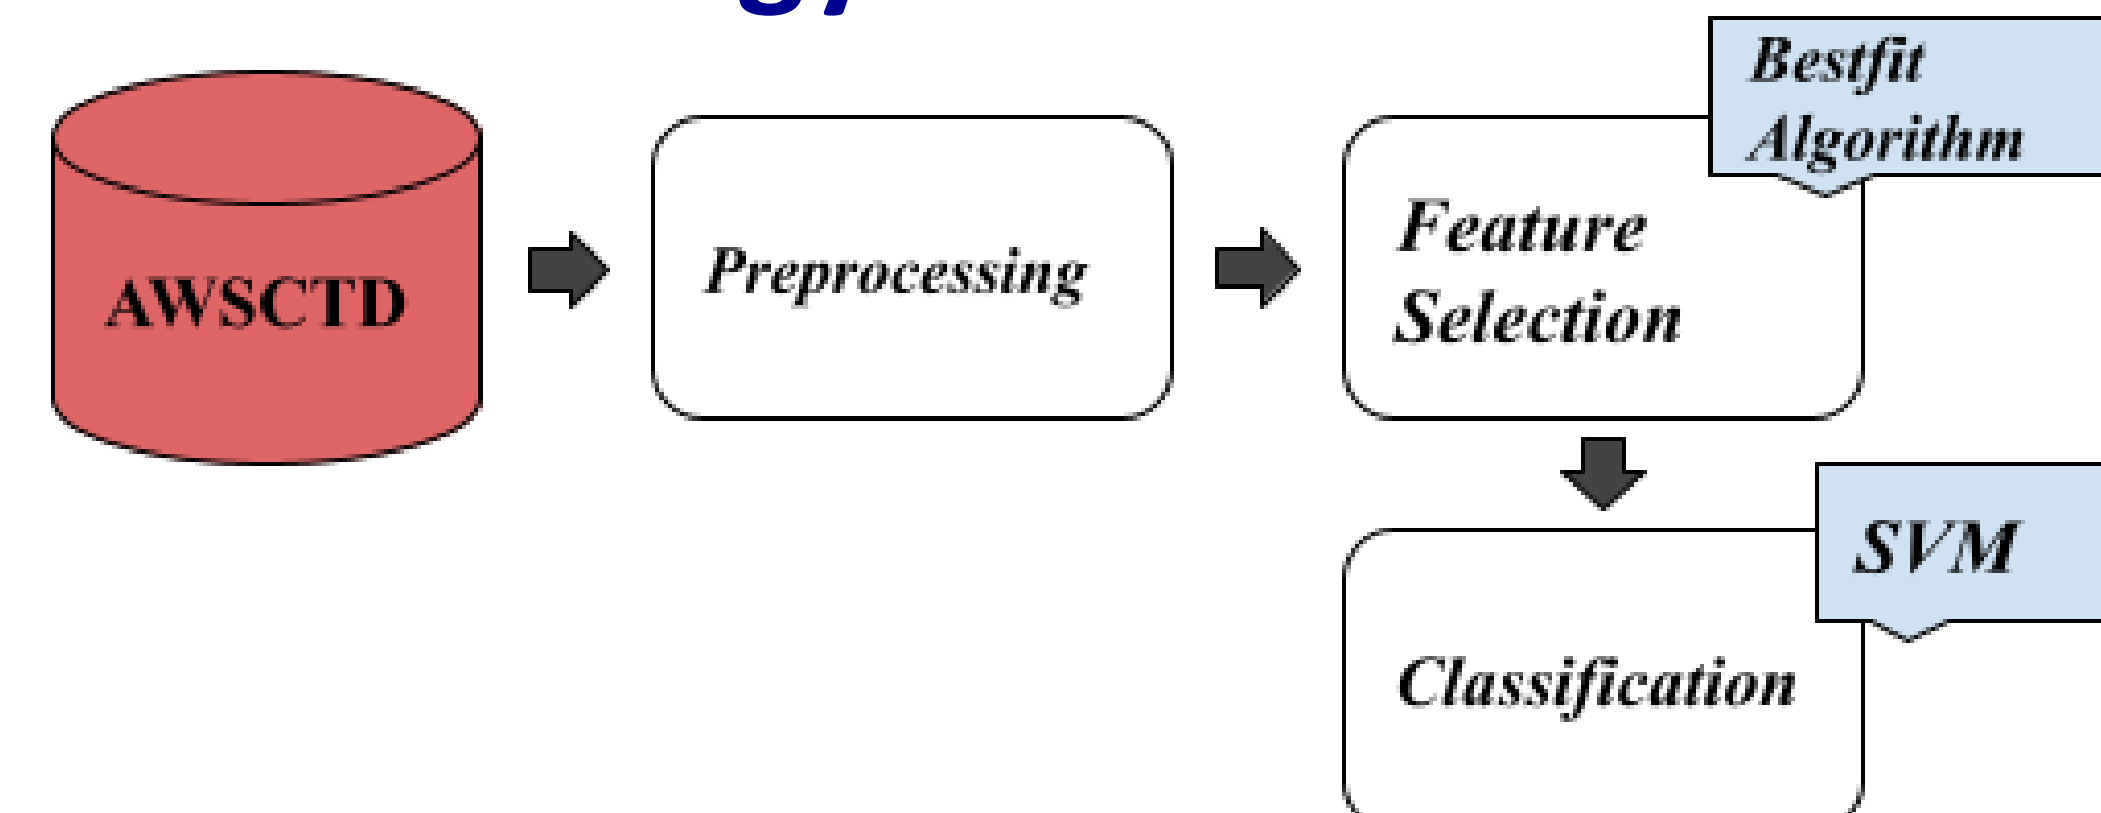 AWSCTD
Preprocessing
Bestfit
Algorithm
Feature
Selection
SVM
Classification